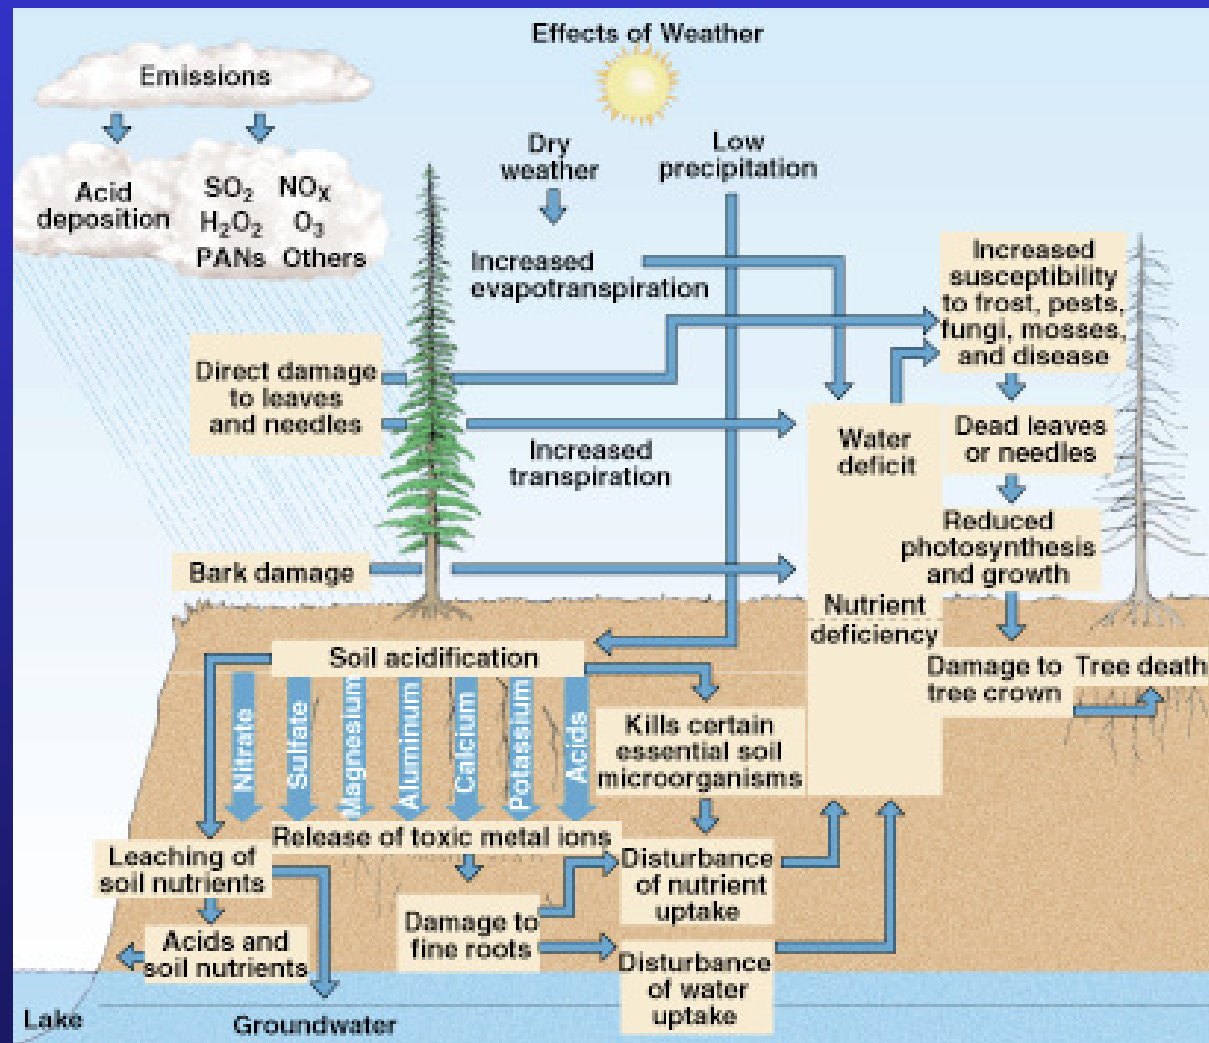 Effects of Weather
Emissions
Acid
deposition
SO₂ NOₓ
H₂O₂ O₃
PANs Others
Dry
weather
Low
precipitation
Increased
evapotranspiration
Increased
susceptibility
to frost, pests,
fungi, mosses,
and disease
Direct damage
to leaves
and needles
Increased
transpiration
Water
deficit
Dead leaves
or needles
Reduced
photosynthesis
and growth
Bark damage
Nutrient
deficiency
Soil acidification
Damage to
tree crown
Tree death
Nitrate
Sulfate
Magnesium
Aluminum
Calcium
Potassium
Acids
Kills certain
essential soil
microorganisms
Release of toxic metal ions
Leaching of
soil nutrients
Disturbance
of nutrient
uptake
Damage to
fine roots
Acids and
soil nutrients
Disturbance
of water
uptake
Lake
Groundwater